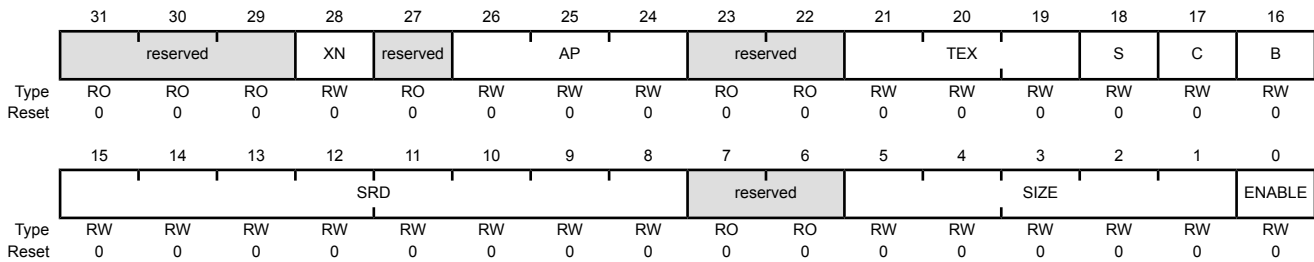 31 30 29 28 27 26 25 24 23 22 21 20 19 18 17 16
reserved XN reserved AP reserved TEX S C B
Type RO RO RO RW RO RW RW RW RO RO RW RW RW RW RW RW
Reset 0 0 0 0 0 0 0 0 0 0 0 0 0 0 0 0
15 14 13 12 11 10 9 8 7 6 5 4 3 2 1 0
SRD reserved SIZE ENABLE
Type RW RW RW RW RW RW RW RW RO RO RW RW RW RW RW RW
Reset 0 0 0 0 0 0 0 0 0 0 0 0 0 0 0 0